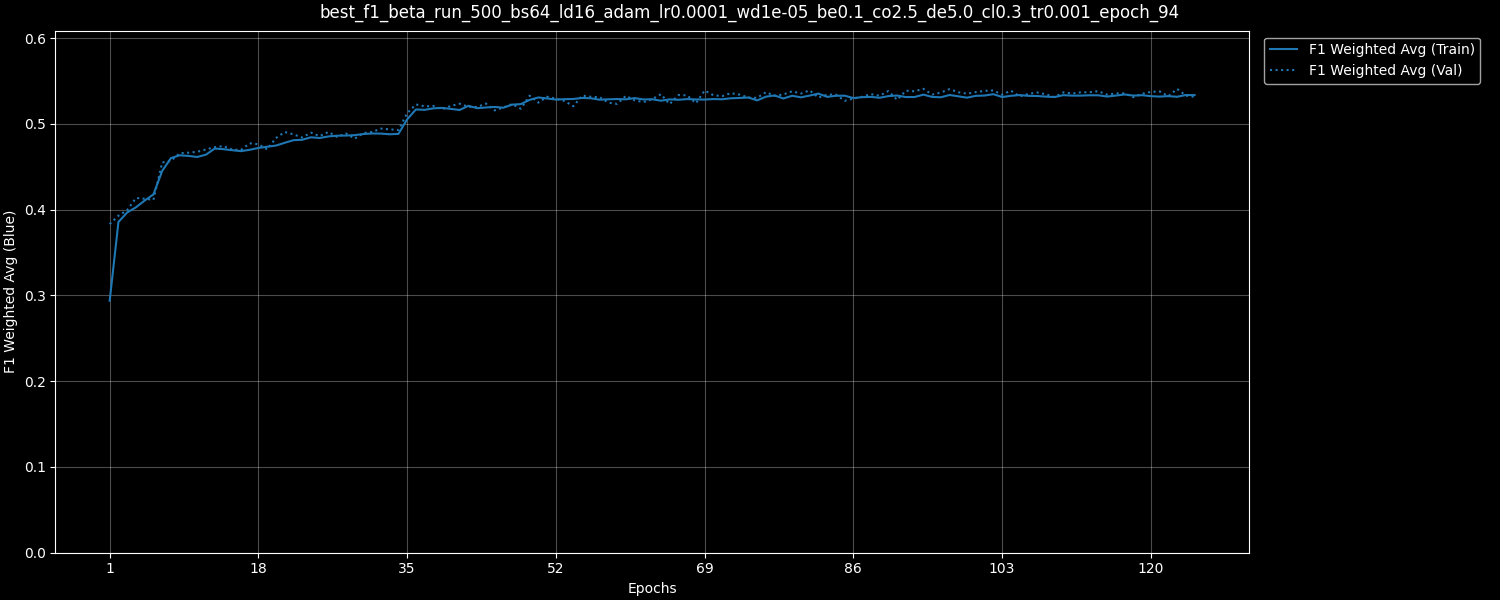 best_f1_beta_run_500_bs64_ld16_adam_lr0.0001_wd1e-05_be0.1_co2.5_de5.0_cl0.3_tr0.001_epoch_94
F1 Weighted Avg (Train)
F1 Weighted Avg (Val)
F1 Weighted Avg (Blue)
0.6
0.5
0.4
0.3
0.2
0.1
0.0
1 18 35 52 69 86 103 120
Epochs